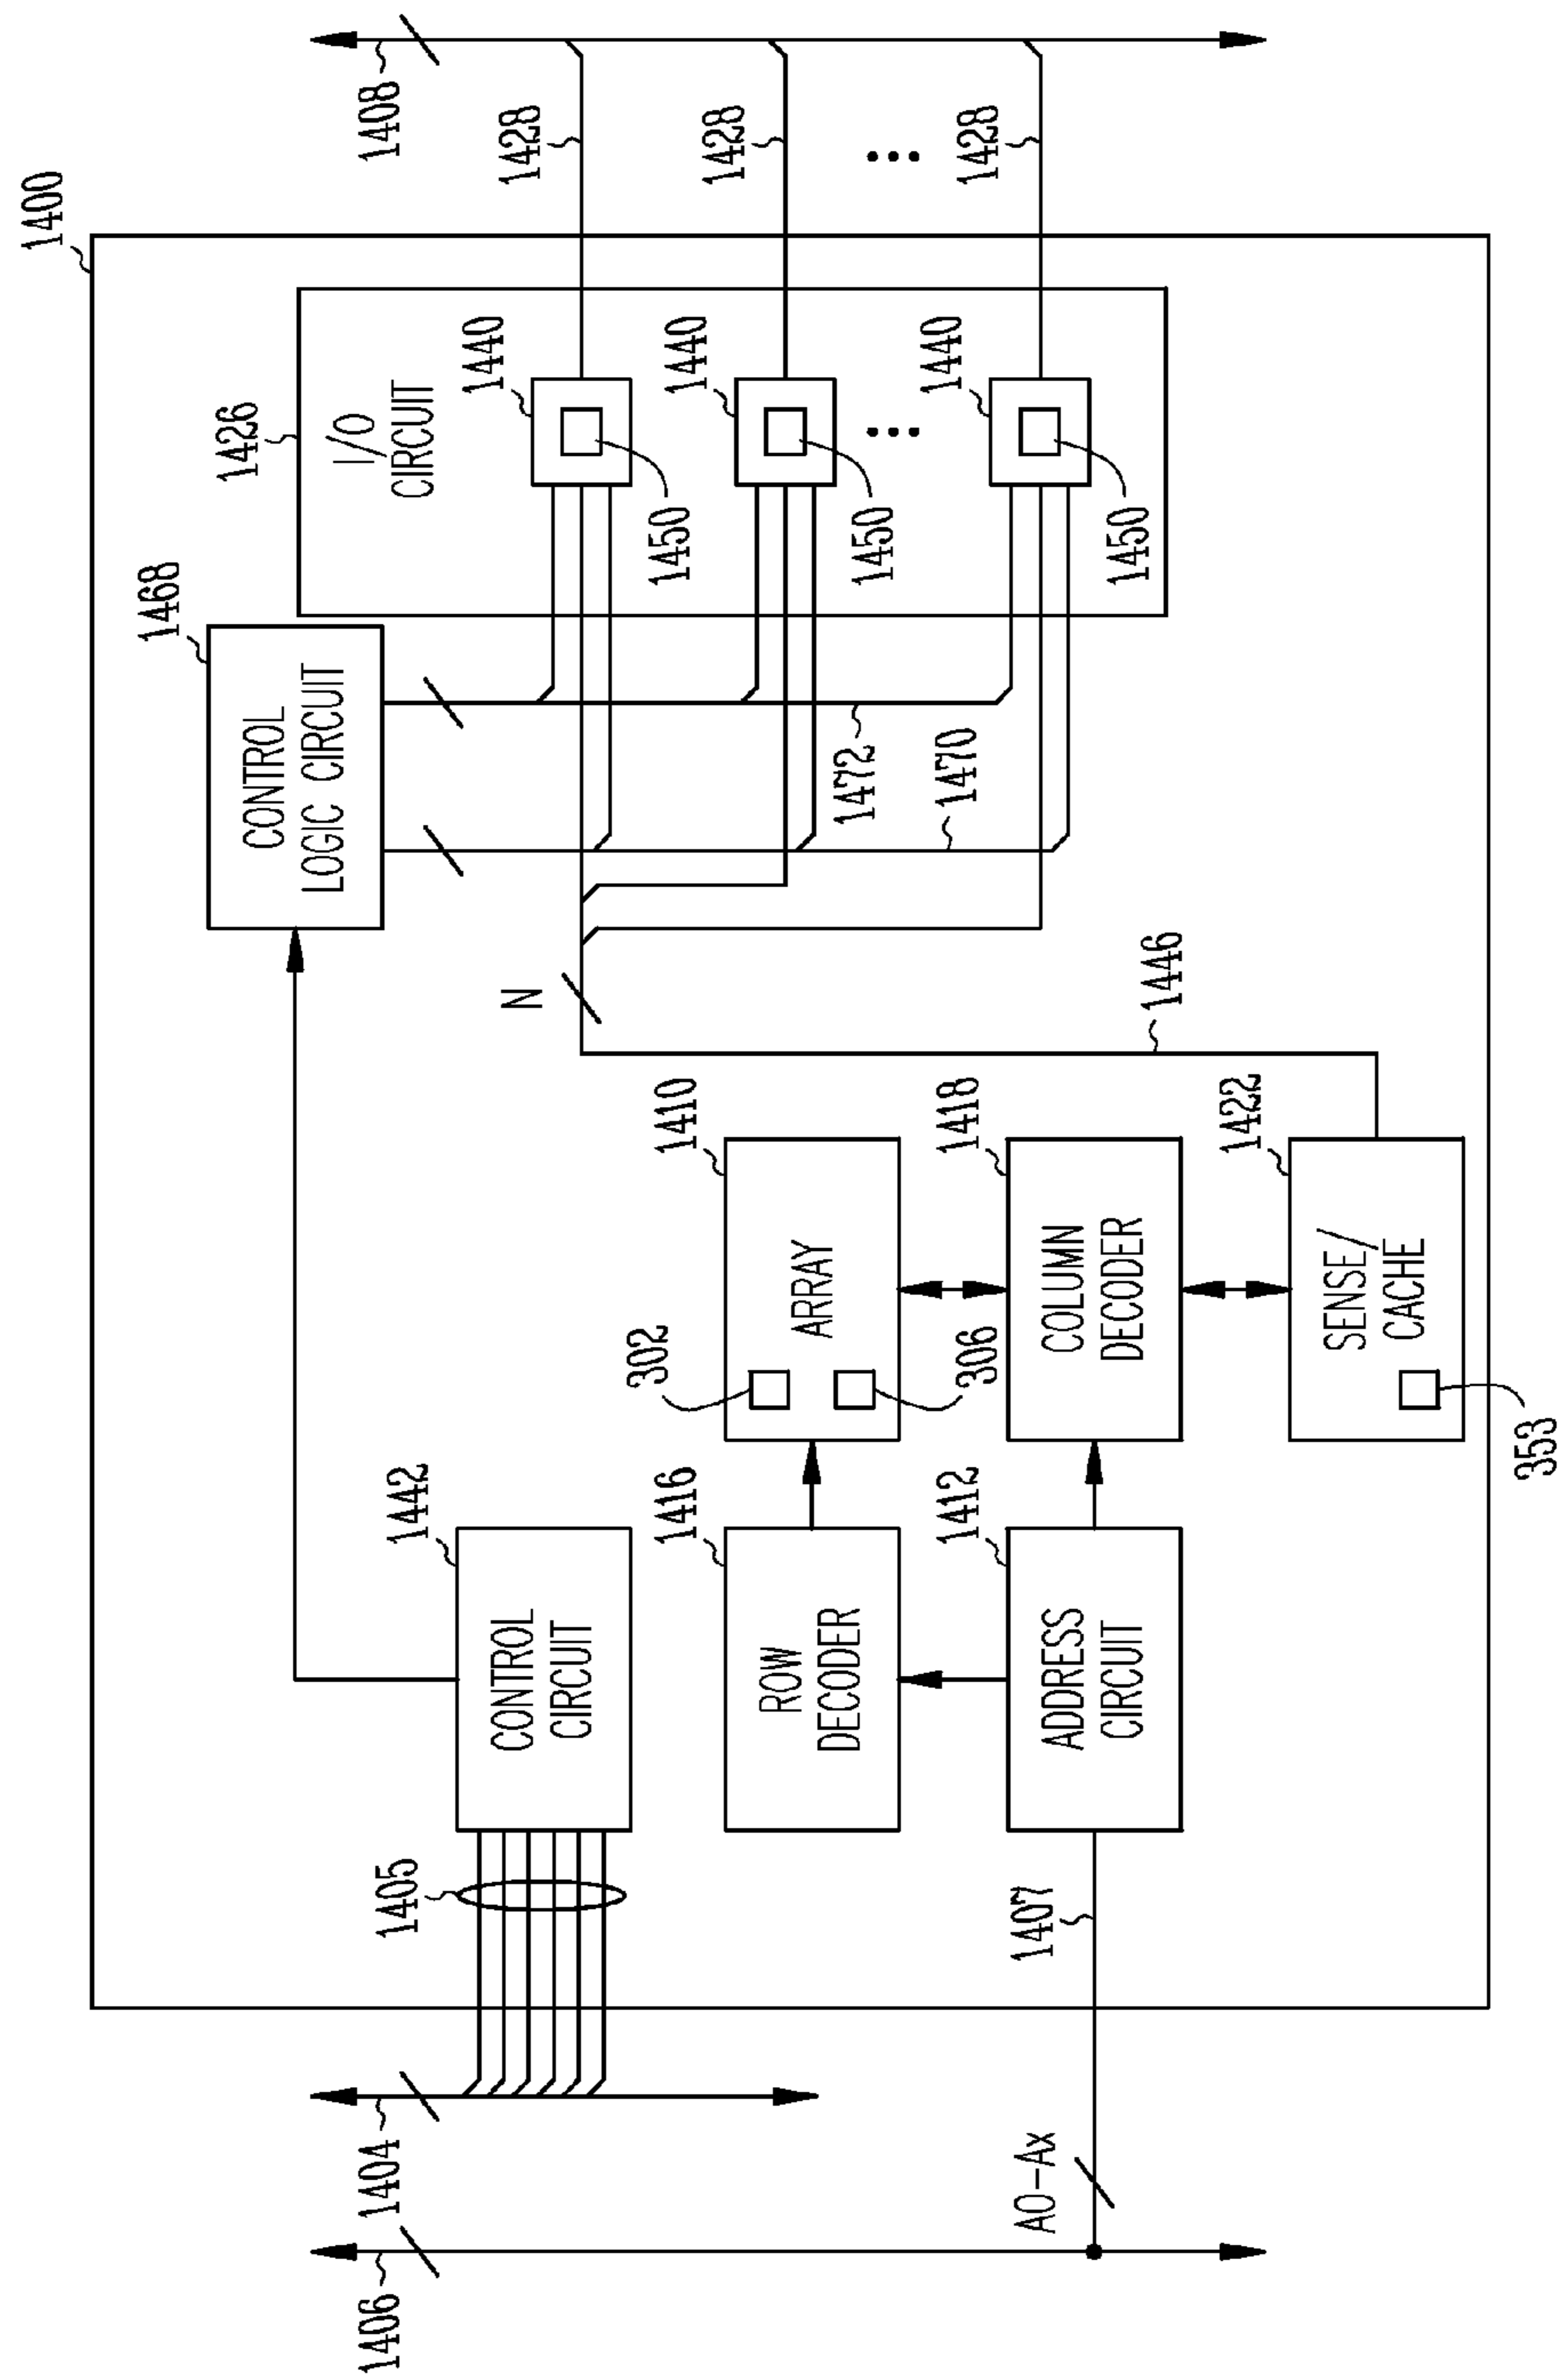 1400
1468
1426
CONTROL
LOGIC CIRCUIT
I/O
CIRCUIT
1406
1404
1408
1405
1442
1440
1428
N
CONTROL
CIRCUIT
1450
302
1416
1410
1440
1428
ROW
DECODER
ARRAY
1472
1450
1412
1418
306
1470
1440
1428
A0-Ax
1407
ADDRESS
CIRCUIT
COLUMN
DECODER
1450
1446
1422
SENSE/
CACHE
353